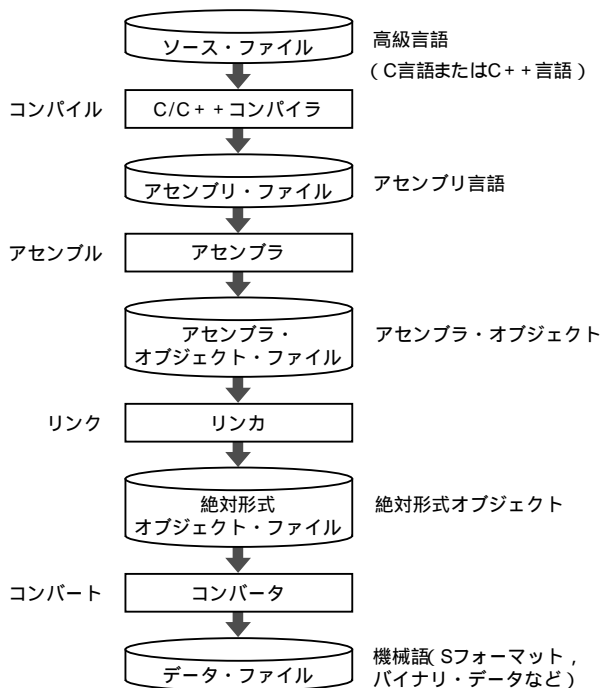 ソース・ファイル
高級言語
(C言語またはC++言語)
コンパイル
C/C++コンパイラ
アセンブリ・ファイル
アセンブリ言語
アセンブル
アセンブラ
アセンブラ・
オブジェクト・ファイル
アセンブラ・オブジェクト
リンク
リンカ
絶対形式
オブジェクト・ファイル
絶対形式オブジェクト
コンバート
コンバータ
データ・ファイル
機械語(Sフォーマット,
バイナリ・データなど)